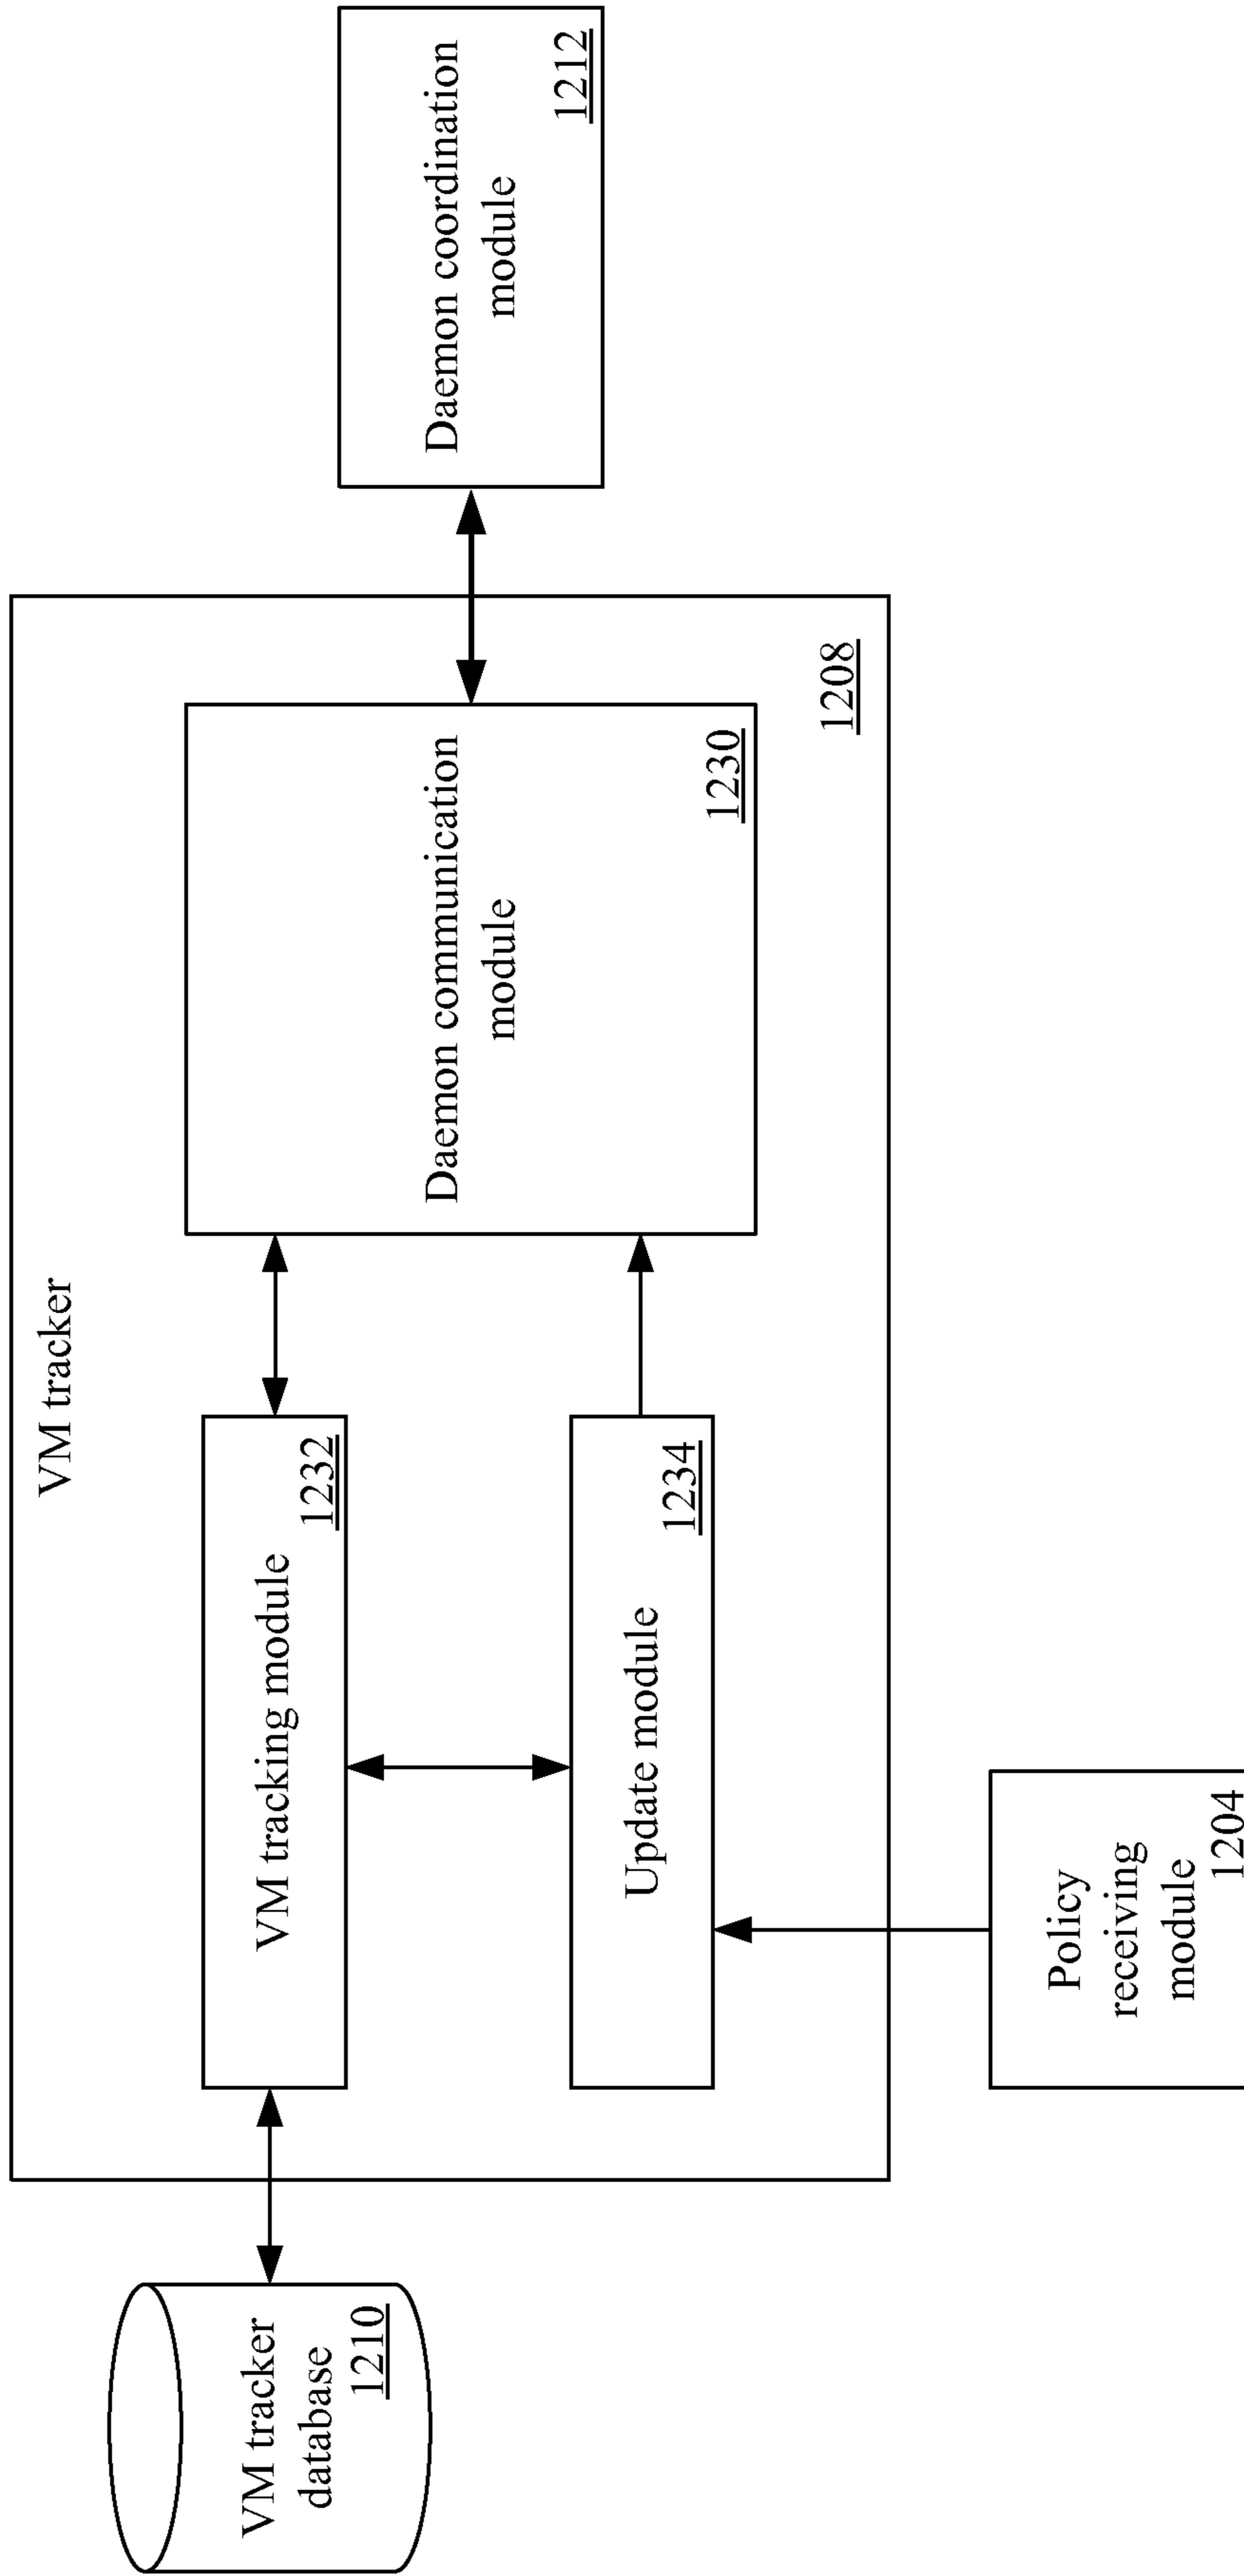 VM tracker
VM tracker
database
1210
VM tracking module
1232
Update module
1234
Daemon communication
module
1230
1208
Daemon coordination
module
1212
Policy
receiving
module
1204